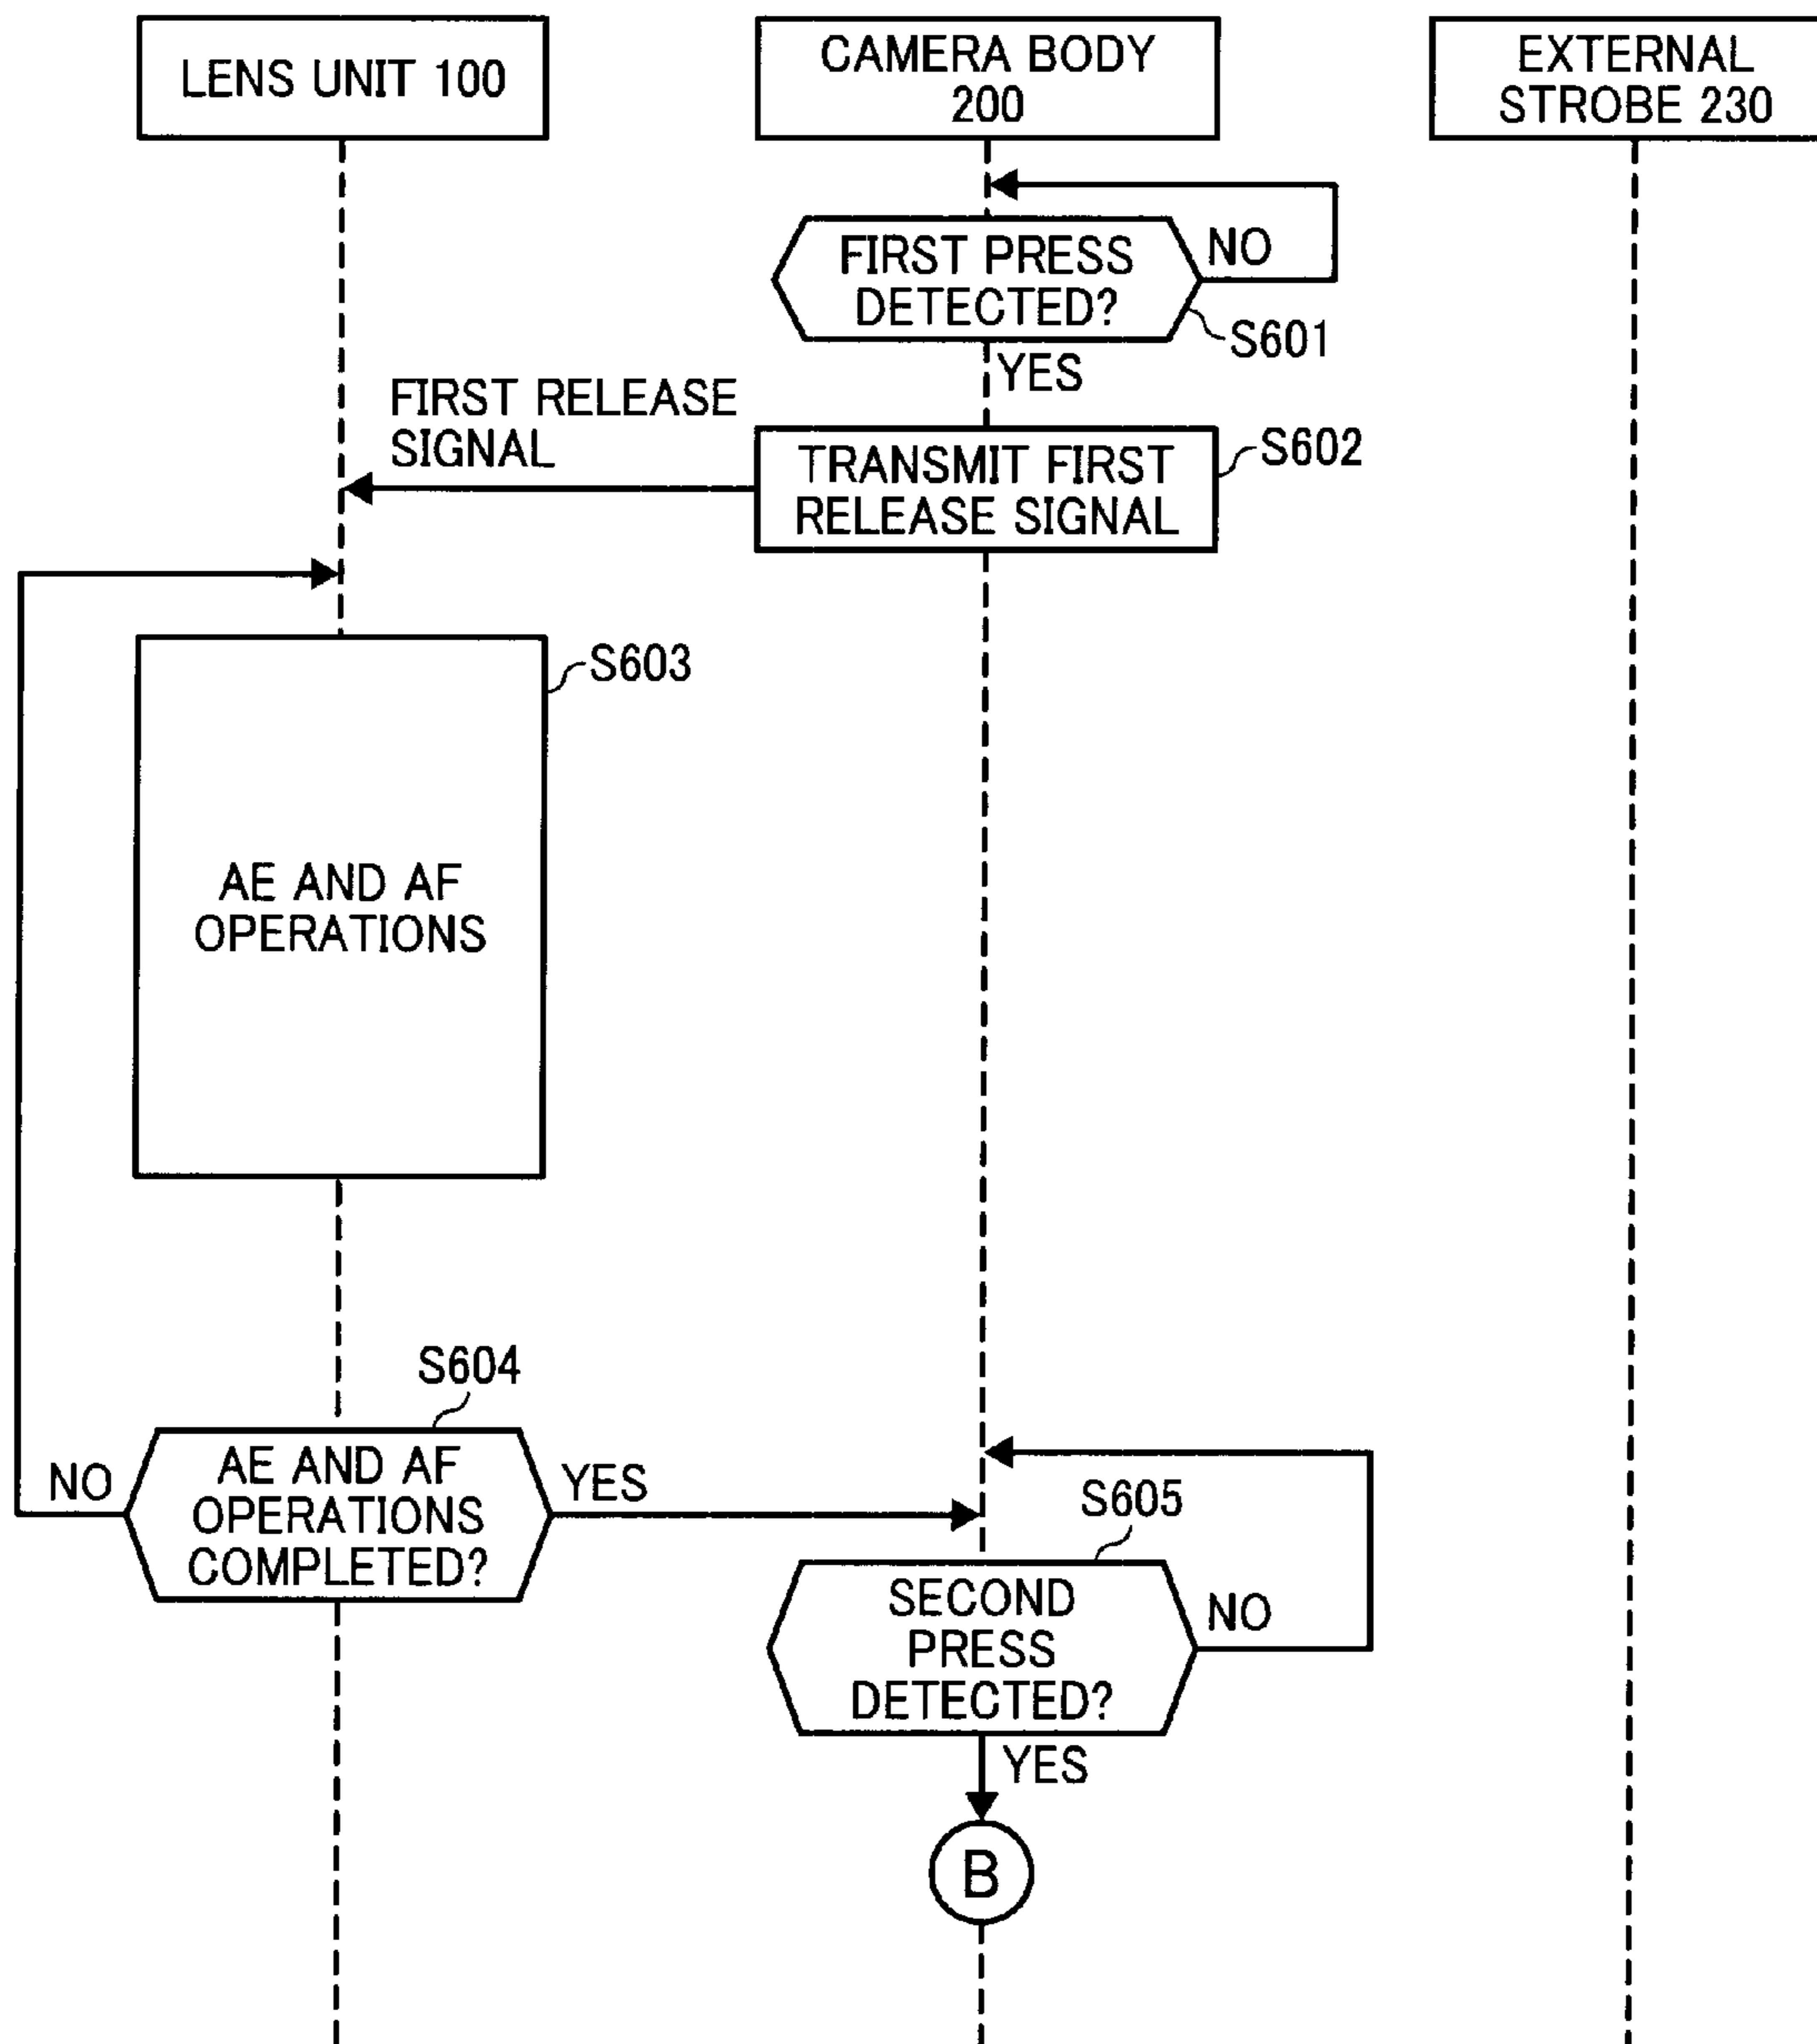 LENS UNIT 100
CAMERA BODY
200
EXTERNAL
STROBE 230
FIRST PRESS
DETECTED?
NO
S601
YES
FIRST RELEASE
SIGNAL
TRANSMIT FIRST
RELEASE SIGNAL
S602
S603
AE AND AF
OPERATIONS
S604
AE AND AF
OPERATIONS
COMPLETED?
NO
YES
S605
SECOND
PRESS
DETECTED?
NO
YES
B